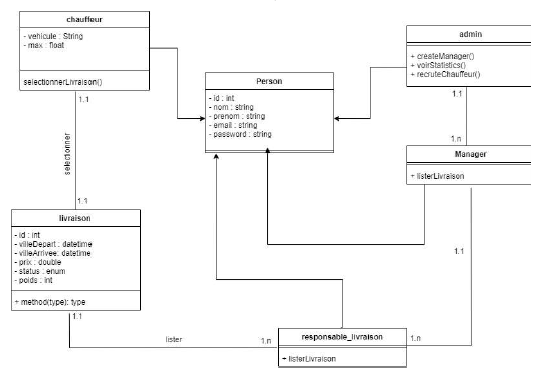 chauffeur
- vehicule : String
- max : float
selectionnerLivraison()
1.1
selectionner
1.1
livraison
- id : int
- villeDepart : datetime
- villeArrivee: datetime
- prix : double
- status : enum
- poids : int
+ method(type): type
1.1
lister
1.n
Person
- id : int
- nom : string
- prenom : string
- email : string
- password : string
admin
+ createManager()
+ voirStatistics()
+ recruteChauffeur()
1.1
1.n
Manager
+ listerLivraison
1.1
1.n
responsable_livraison
+ listerLivraison